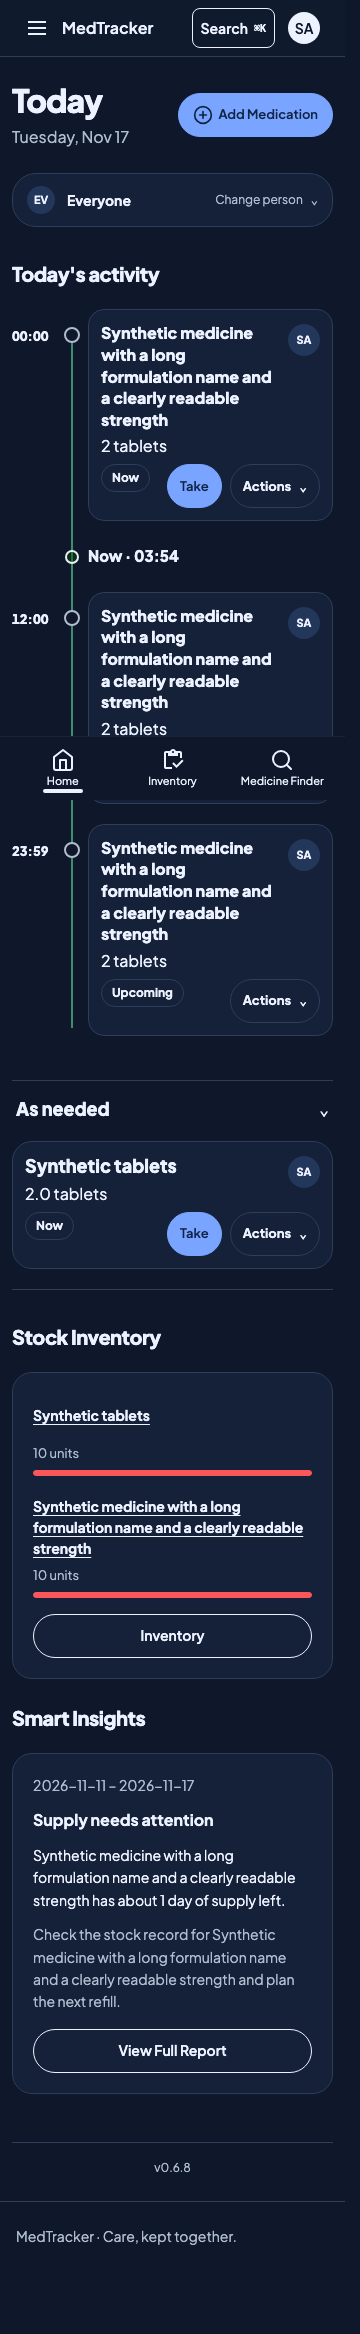 MedTracker
Search ⌘K
SA
Today
Tuesday, Nov 17
Add Medication
EV
Everyone
Change person
Today's activity
00:00
Synthetic medicine
with a long
formulation name and
a clearly readable
strength
SA
2 tablets
Now
Take
Actions
Now · 03:54
12:00
Synthetic medicine
with a long
formulation name and
a clearly readable
strength
SA
2 tablets
Home
Inventory
Medicine Finder
23:59
Synthetic medicine
with a long
formulation name and
a clearly readable
strength
SA
2 tablets
Upcoming
Actions
As needed
Synthetic tablets
SA
2.0 tablets
Now
Take
Actions
Stock Inventory
Synthetic tablets
10 units
Synthetic medicine with a long
formulation name and a clearly readable
strength
10 units
Inventory
Smart Insights
2026-11-11 – 2026-11-17
Supply needs attention
Synthetic medicine with a long
formulation name and a clearly readable
strength has about 1 day of supply left.
Check the stock record for Synthetic
medicine with a long formulation name
and a clearly readable strength and plan
the next refill.
View Full Report
v0.6.8
MedTracker · Care, kept together.